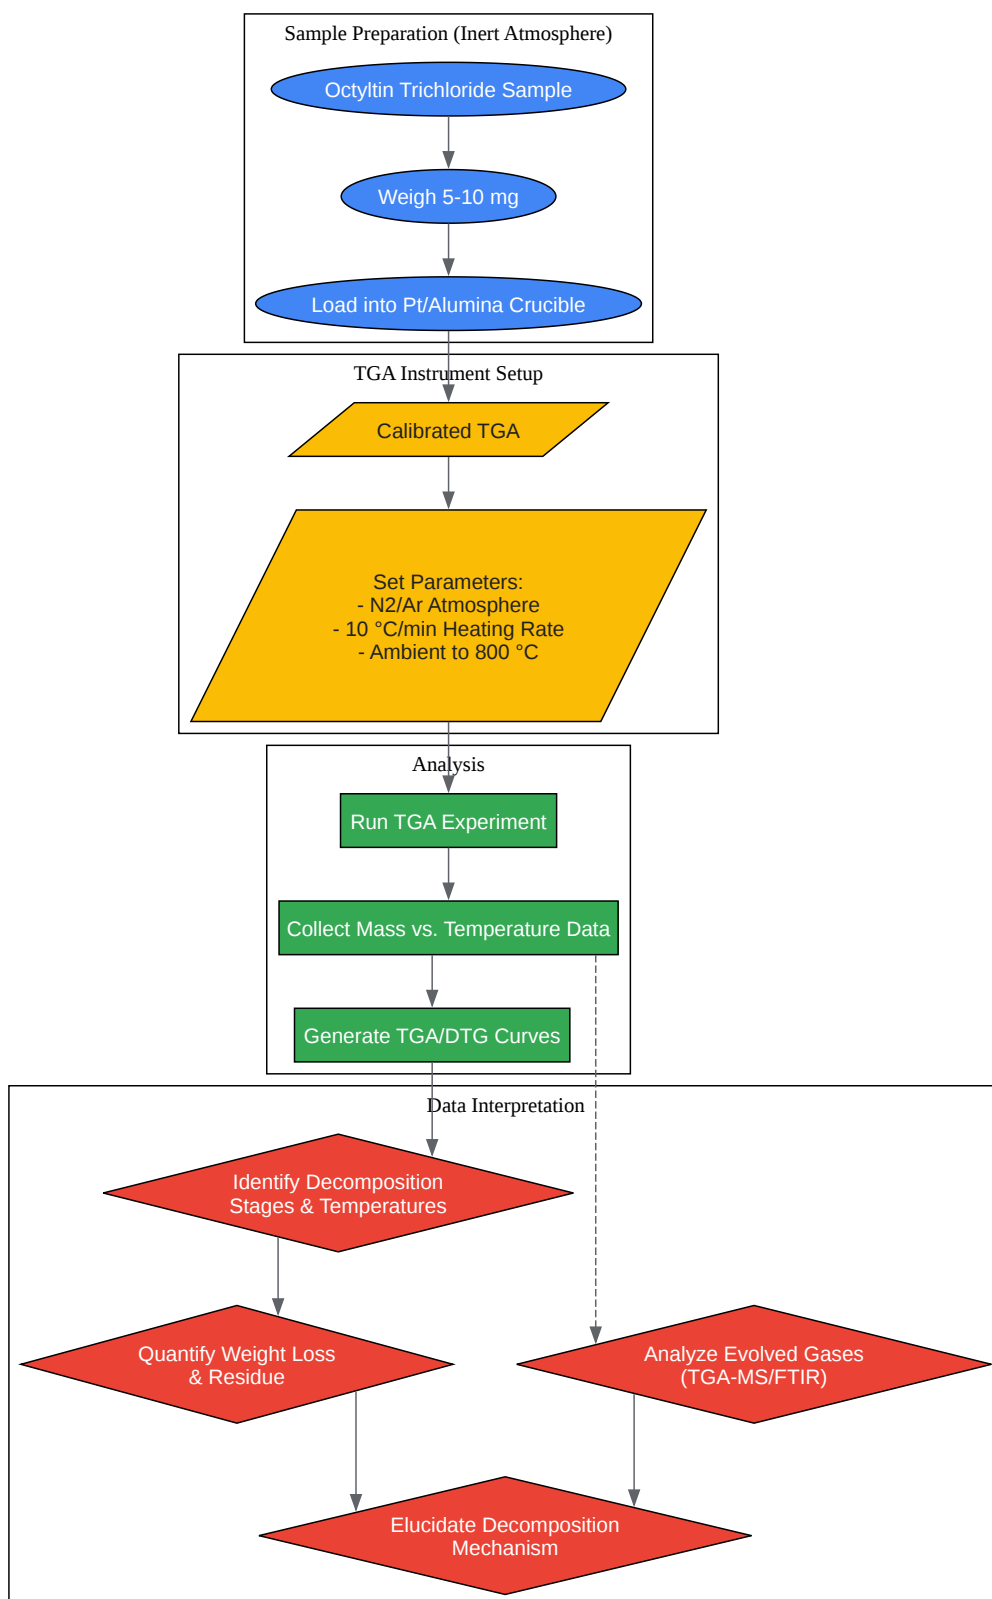 Sample Preparation (Inert Atmosphere)
Octyltin Trichloride Sample
Weigh 5-10 mg
Load into Pt/Alumina Crucible
TGA Instrument Setup
Calibrated TGA
Set Parameters:
- N2/Ar Atmosphere
- 10 °C/min Heating Rate
- Ambient to 800 °C
Analysis
Run TGA Experiment
Collect Mass vs. Temperature Data
Generate TGA/DTG Curves
Data Interpretation
Identify Decomposition
Stages & Temperatures
Quantify Weight Loss
& Residue
Analyze Evolved Gases
(TGA-MS/FTIR)
Elucidate Decomposition
Mechanism